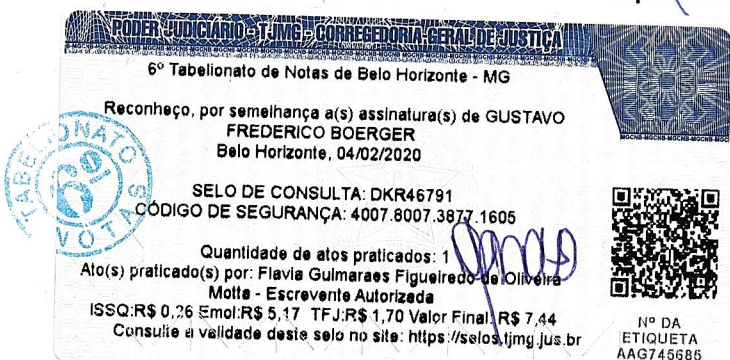 PODER JUDICIÁRIO - TJMG - CORREGEDORIA GERAL DE JUSTIÇA
6º Tabelionato de Notas de Belo Horizonte - MG
Reconheço, por semelhança a(s) assinatura(s) de GUSTAVO
FREDERICO BOERGER
Belo Horizonte, 04/02/2020
SELO DE CONSULTA: DKR46791
CÓDIGO DE SEGURANÇA: 4007.8007.3877.1605
Quantidade de atos praticados: 1
Ato(s) praticado(s) por: Flavia Guimaraes Figueiredo de Oliveira
Motta - Escrevente Autorizada
ISSQ:R$ 0,26 Emol:R$ 5,17 TFJ:R$ 1,70 Valor Final: R$ 7,44
Consulte a validade deste selo no site: https://selos.tjmg.jus.br
Nº DA
ETIQUETA
AAG745685
TABELIONATO
6º
NOTAS